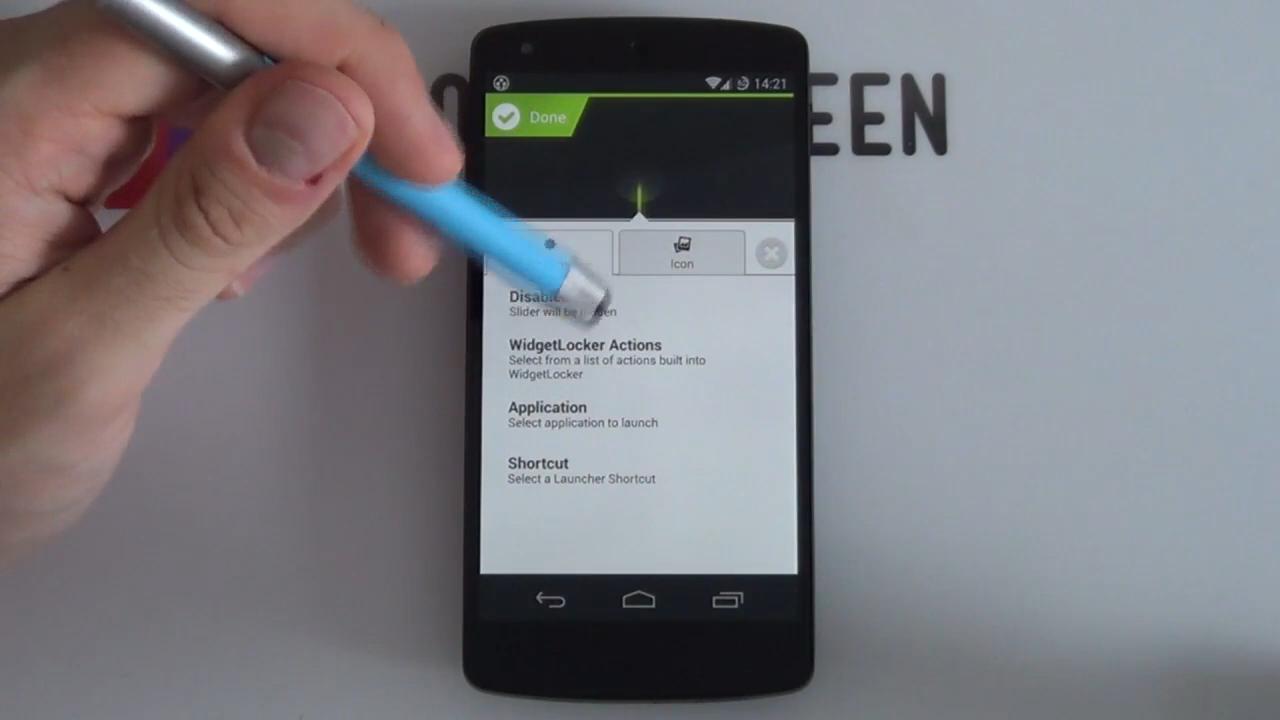 EEN
14:21
Done
Icon
Slider will be
WidgetLocker Actions
Select from a list of actions built into
WidgetLocker
Application
Select application to launch
Shortcut
Select a Launcher Shortcut